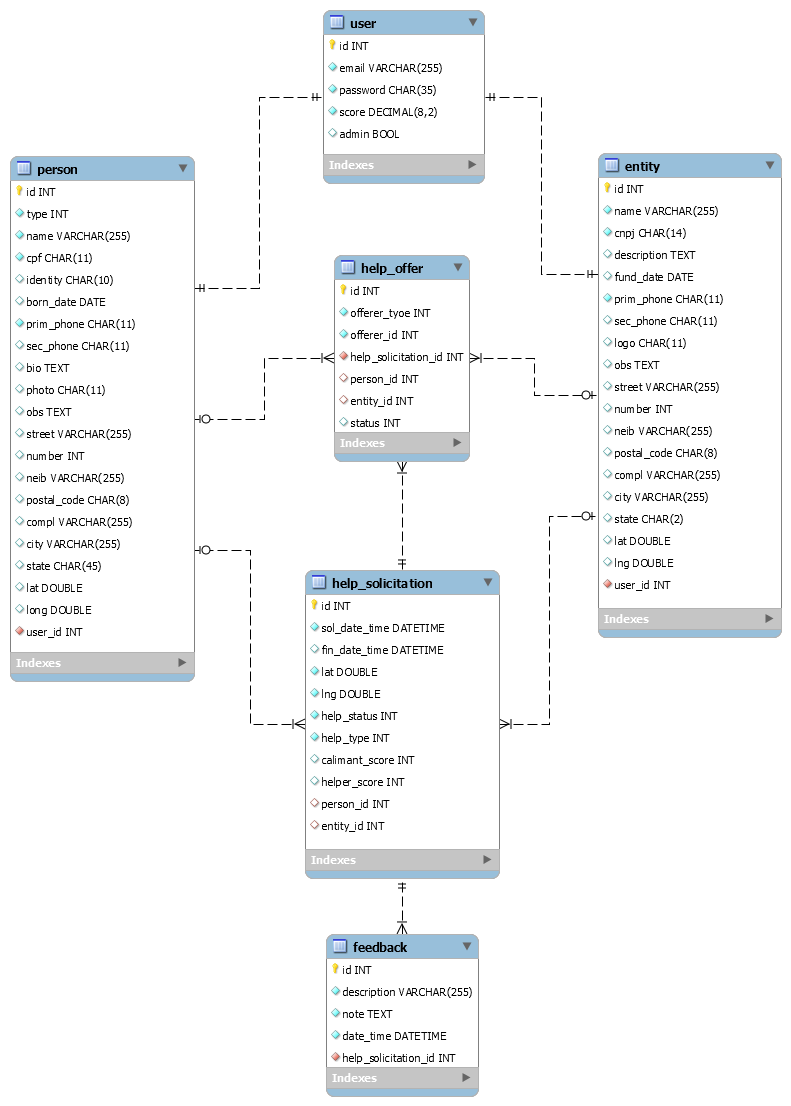 user
id INT
email VARCHAR(255)
password CHAR(35)
score DECIMAL(8,2)
admin BOOL
Indexes
person
id INT
type INT
name VARCHAR(255)
cpf CHAR(11)
identity CHAR(10)
born_date DATE
prim_phone CHAR(11)
sec_phone CHAR(11)
bio TEXT
photo CHAR(11)
obs TEXT
street VARCHAR(255)
number INT
neib VARCHAR(255)
postal_code CHAR(8)
compl VARCHAR(255)
city VARCHAR(255)
state CHAR(45)
lat DOUBLE
long DOUBLE
user_id INT
Indexes
entity
id INT
name VARCHAR(255)
cnpj CHAR(14)
description TEXT
fund_date DATE
prim_phone CHAR(11)
sec_phone CHAR(11)
logo CHAR(11)
obs TEXT
street VARCHAR(255)
number INT
neib VARCHAR(255)
postal_code CHAR(8)
compl VARCHAR(255)
city VARCHAR(255)
state CHAR(2)
lat DOUBLE
lng DOUBLE
user_id INT
Indexes
help_offer
id INT
offerer_tyoe INT
offerer_id INT
help_solicitation_id INT
person_id INT
entity_id INT
status INT
Indexes
help_solicitation
id INT
sol_date_time DATETIME
fin_date_time DATETIME
lat DOUBLE
lng DOUBLE
help_status INT
help_type INT
calimant_score INT
helper_score INT
person_id INT
entity_id INT
Indexes
feedback
id INT
description VARCHAR(255)
note TEXT
date_time DATETIME
help_solicitation_id INT
Indexes